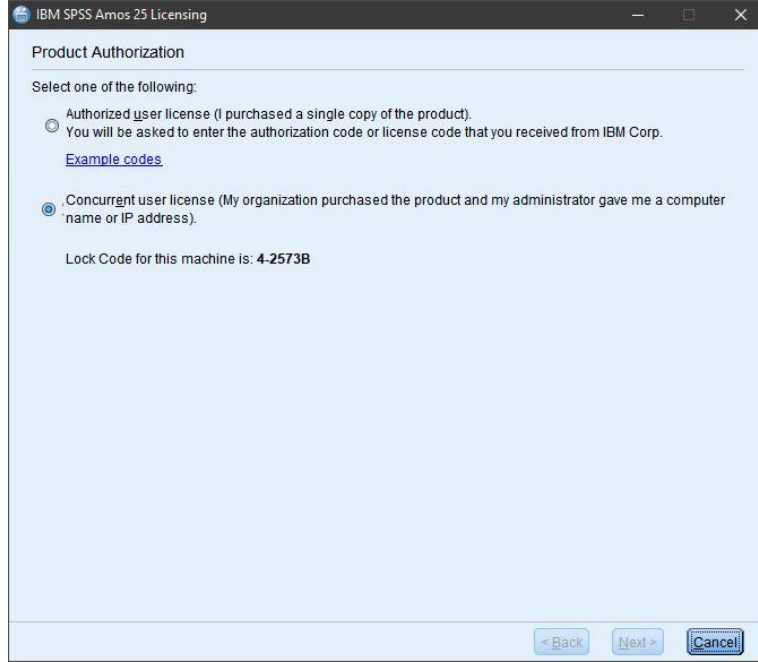 IBM SPSS Amos 25 Licensing
Product Authorization
Select one of the following:
Authorized user license (I purchased a single copy of the product).
You will be asked to enter the authorization code or license code that you received from IBM Corp.
Example codes
Concurrent user license (My organization purchased the product and my administrator gave me a computer
name or IP address).
Lock Code for this machine is: 4-2573B
< Back Next > Cancel